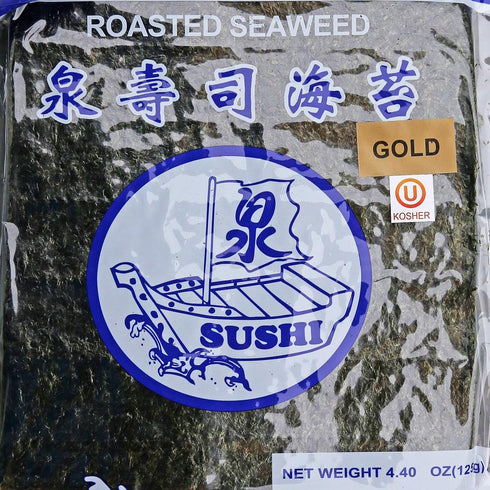 ROASTED SEAWEED
泉壽司海苔
GOLD
U
KOSHER
泉
SUSHI
NET WEIGHT 4.40 OZ(125g)